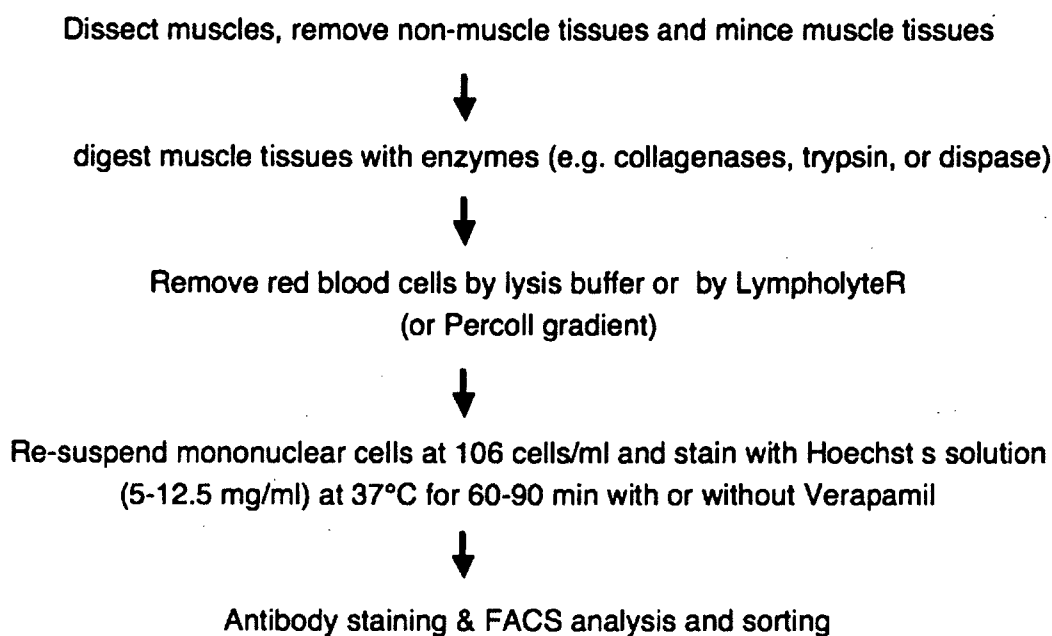 Dissect muscles, remove non-muscle tissues and mince muscle tissues
digest muscle tissues with enzymes (e.g. collagenases, trypsin, or dispase)
Remove red blood cells by lysis buffer or by LympholyteR
(or Percoll gradient)
Re-suspend mononuclear cells at 106 cells/ml and stain with Hoechst s solution
(5-12.5 mg/ml) at 37°C for 60-90 min with or without Verapamil
Antibody staining & FACS analysis and sorting